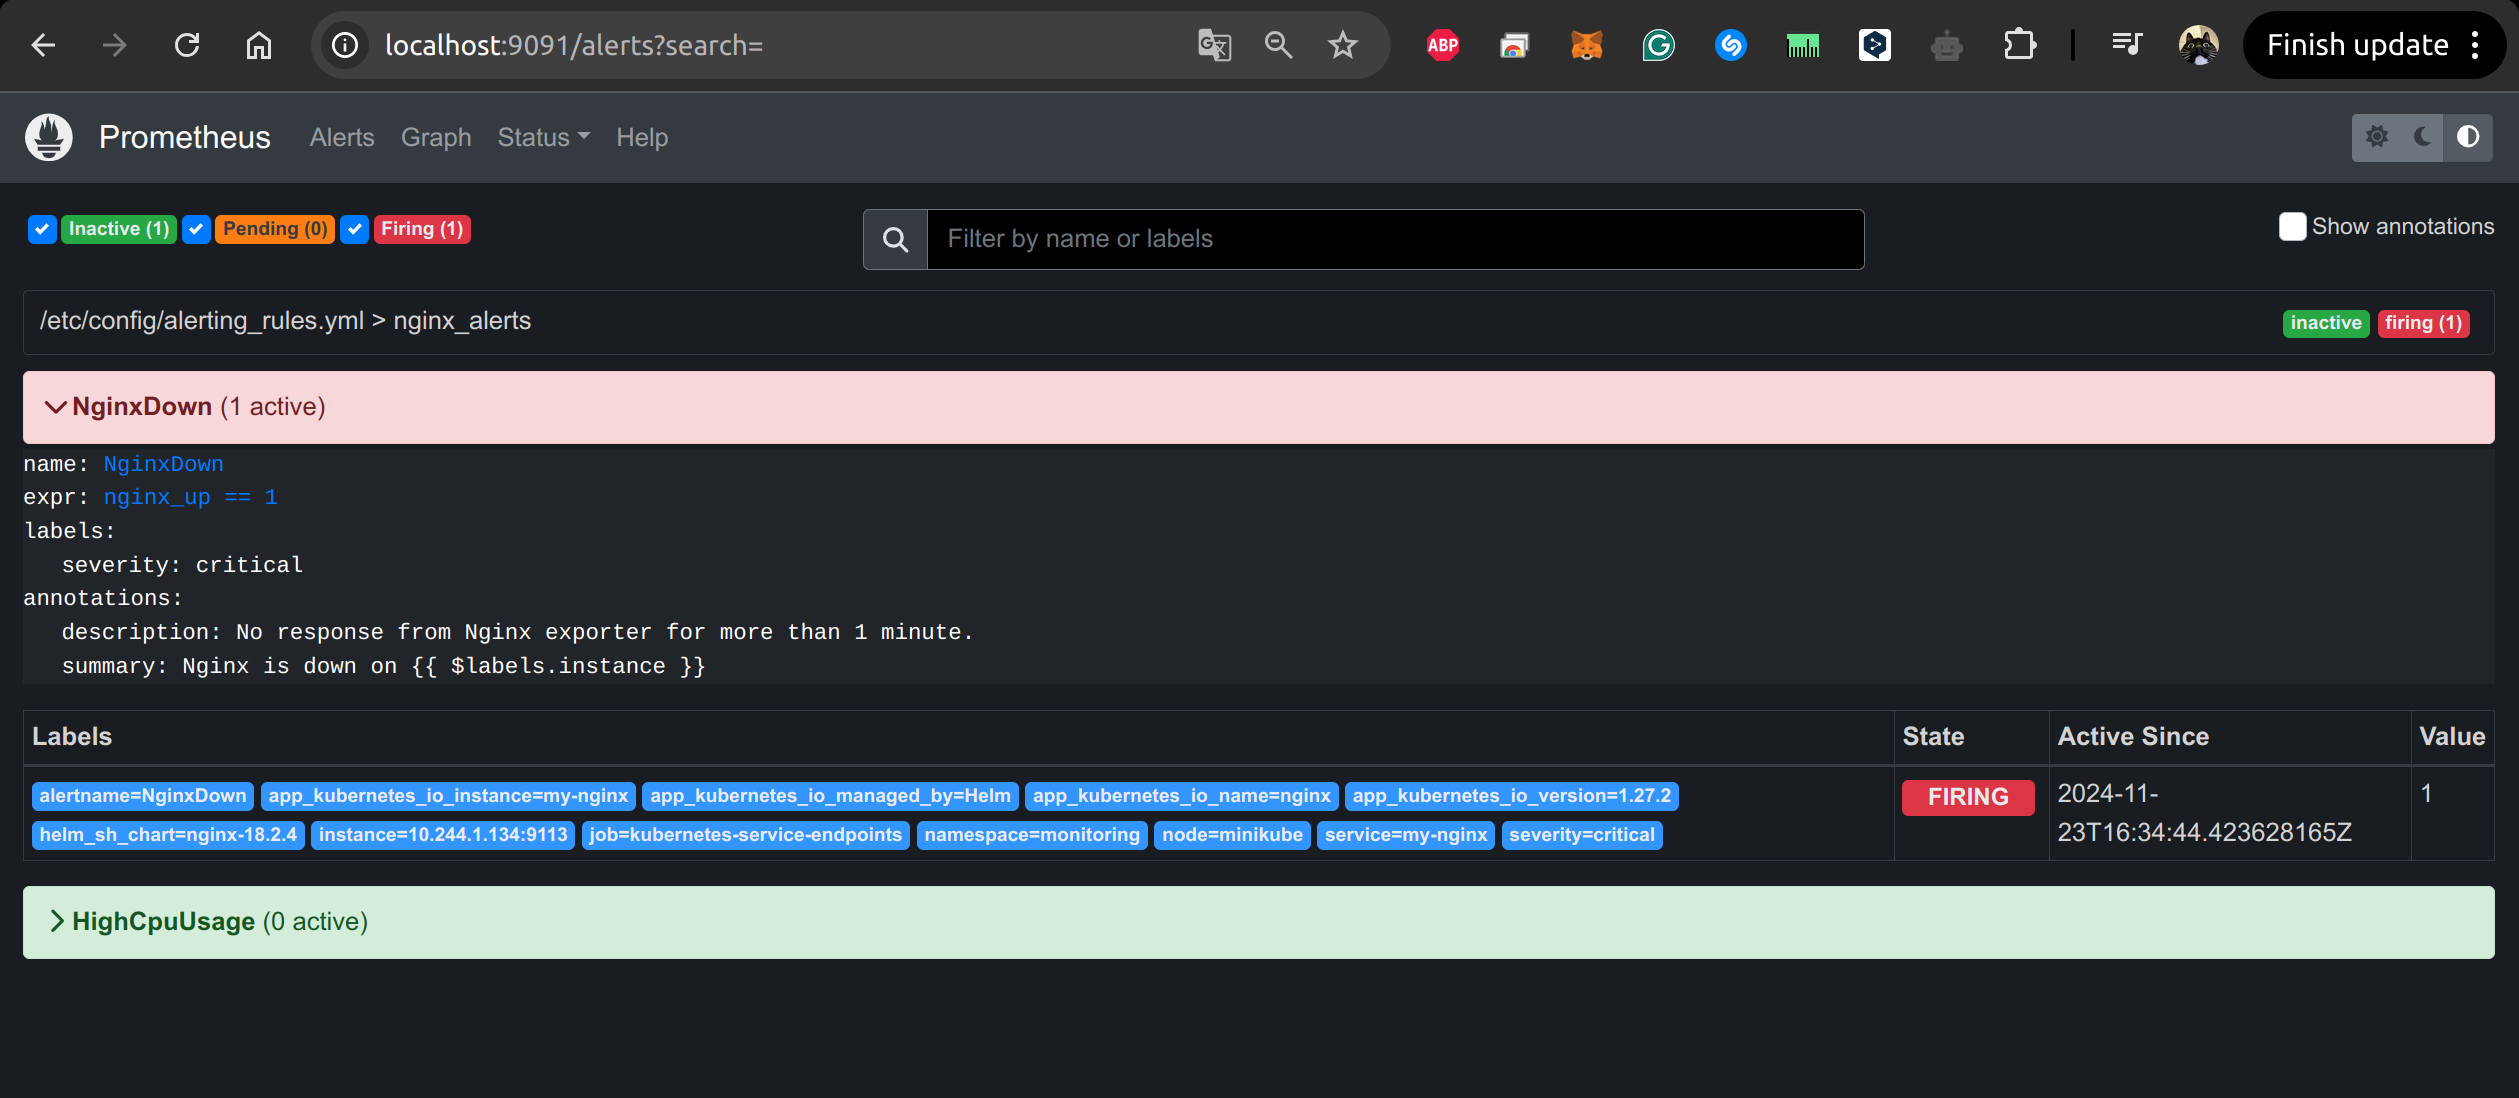 localhost:9091/alerts?search=
ABP
Finish update
Prometheus Alerts Graph Status Help
Inactive (1) Pending (0) Firing (1)
Filter by name or labels
Show annotations
/etc/config/alerting_rules.yml > nginx_alerts
inactive firing (1)
NginxDown (1 active)
name: NginxDown
expr: nginx_up == 1
labels:
severity: critical
annotations:
description: No response from Nginx exporter for more than 1 minute.
summary: Nginx is down on {{ $labels.instance }}
Labels State Active Since Value
alertname=NginxDown app_kubernetes_io_instance=my-nginx app_kubernetes_io_managed_by=Helm app_kubernetes_io_name=nginx app_kubernetes_io_version=1.27.2
helm_sh_chart=nginx-18.2.4 instance=10.244.1.134:9113 job=kubernetes-service-endpoints namespace=monitoring node=minikube service=my-nginx severity=critical
FIRING
2024-11-
23T16:34:44.423628165Z
1
HighCpuUsage (0 active)